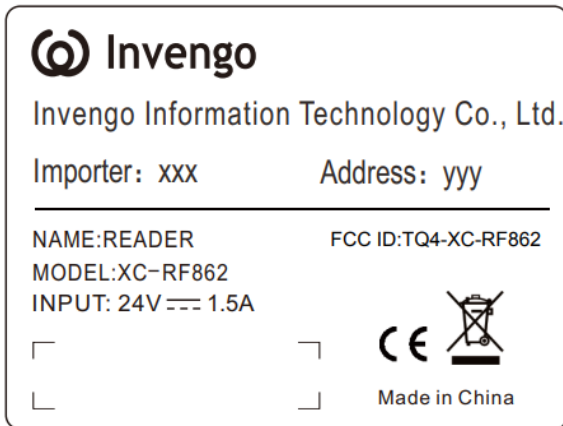 Invengo
Invengo Information Technology Co., Ltd.
Importer：xxx Address：yyy
NAME:READER FCC ID:TQ4-XC-RF862
MODEL:XC-RF862
INPUT: 24V⎓1.5A
CE
Made in China